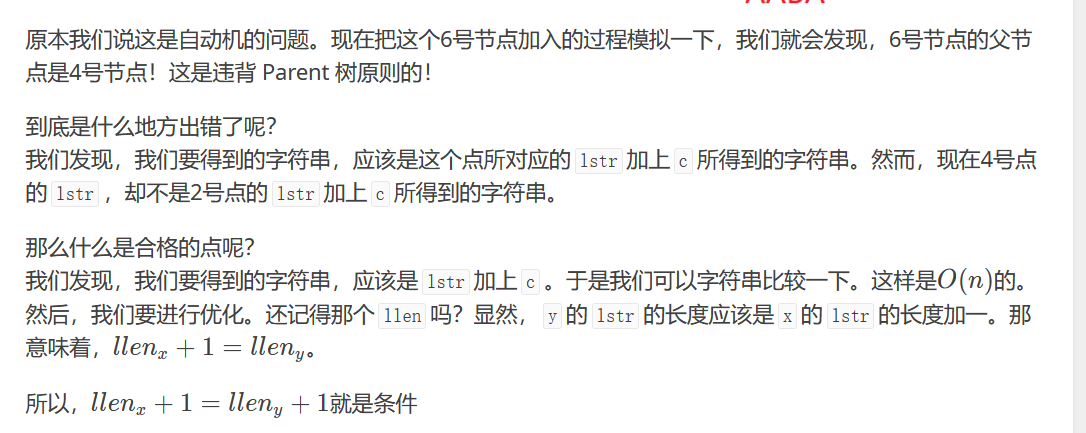 原本我们说这是自动机的问题。现在把这个6号节点加入的过程模拟一下，我们就会发现，6号节点的父节
点是4号节点！这是违背 Parent 树原则的！
到底是什么地方出错了呢？
我们发现，我们要得到的字符串，应该是这个点所对应的 lstr 加上 c 所得到的字符串。然而，现在4号点
的 lstr ，却不是2号点的 lstr 加上 c 所得到的字符串。
那么什么是合格的点呢？
我们发现，我们要得到的字符串，应该是 lstr 加上 c 。于是我们可以字符串比较一下。这样是O(n)的。
然后，我们要进行优化。还记得那个 llen 吗？显然， y 的 lstr 的长度应该是 x 的 lstr 的长度加一。那
意味着，llenₓ + 1 = llen_y。
所以，llenₓ + 1 = llen_y + 1就是条件